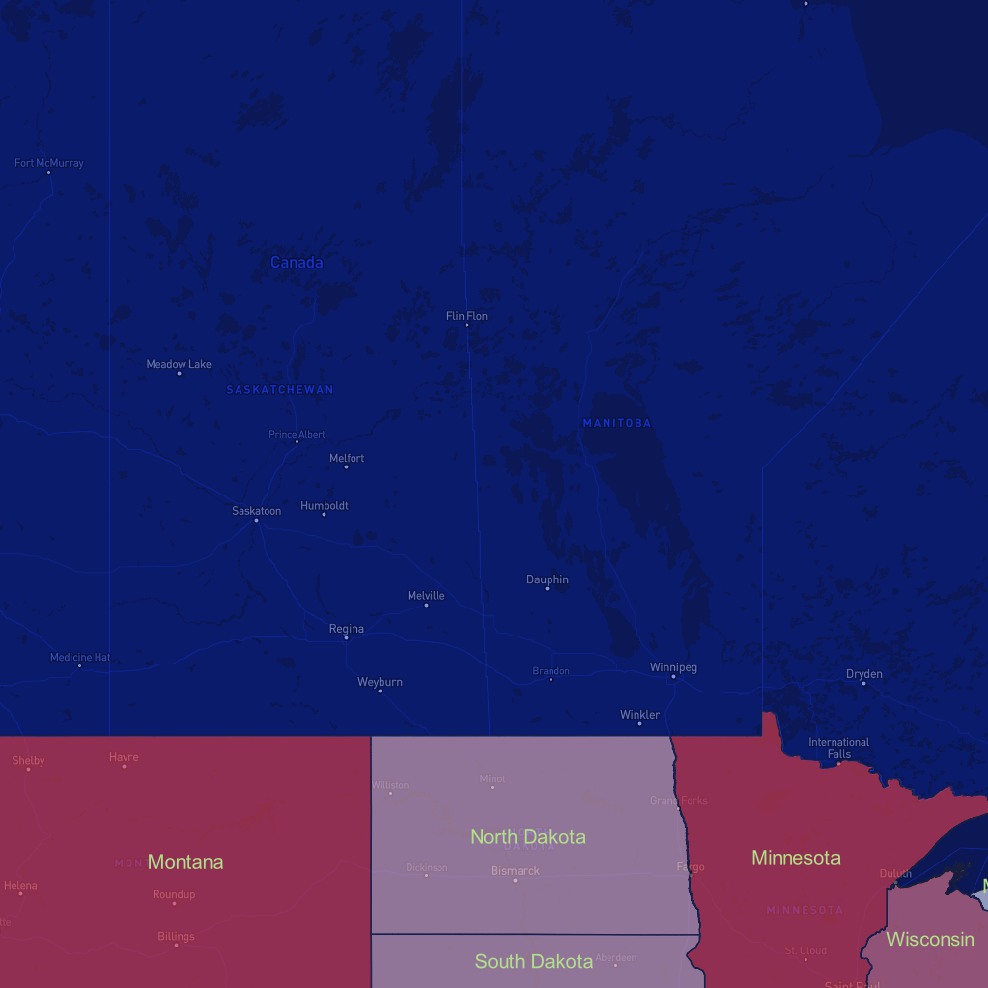 Fort McMurray
Canada
Flin Flon
Meadow Lake
SASKATCHEWAN
MANITOBA
Prince Albert
Melfort
Humboldt
Saskatoon
Dauphin
Melville
Regina
Medicine Hat
Winnipeg
Brandon
Dryden
Weyburn
Winkler
International
Falls
Shelby
Havre
Minot
Williston
Grand Forks
North Dakota
DAKOTA
Montana
Minnesota
Fargo
Dickinson
Bismarck
Duluth
Helena
Roundup
MINNESOTA
Billings
Wisconsin
St. Cloud
South Dakota
Aberdeen
Saint Paul